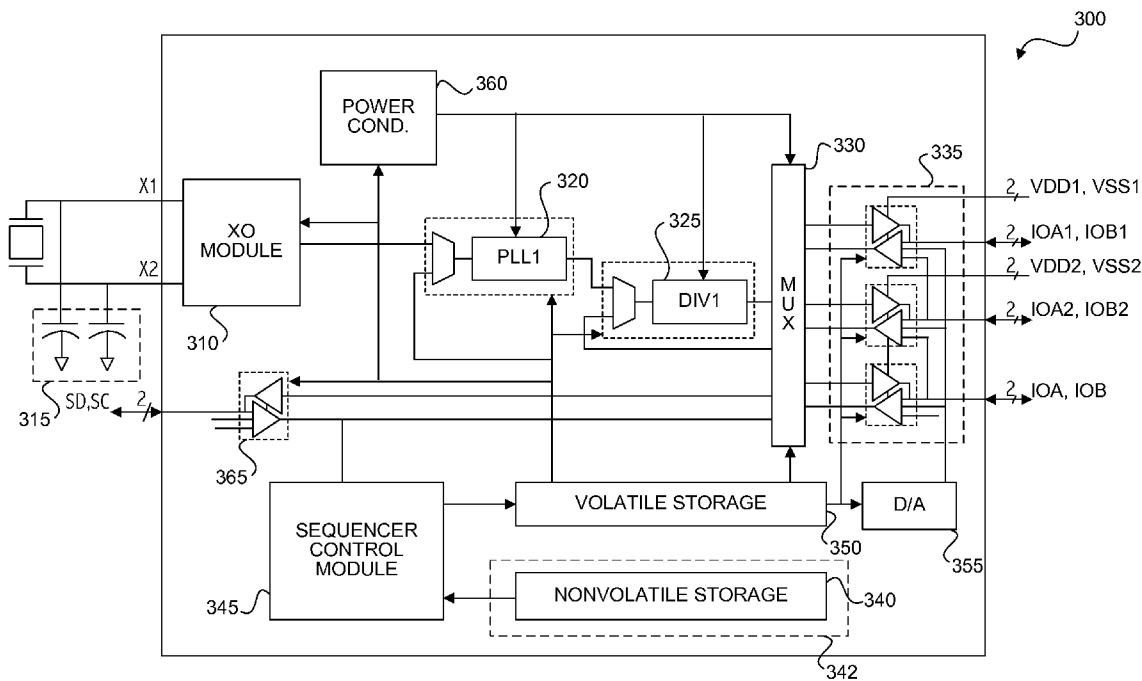 300
360
POWER
COND.
330
335
320
325
X1
X2
XO
MODULE
310
PLL1
DIV1
MUX
2
VDD1, VSS1
2
IOA1, IOB1
2
VDD2, VSS2
2
IOA2, IOB2
2
IOA, IOB
315
SD,SC
2
365
SEQUENCER
CONTROL
MODULE
345
VOLATILE STORAGE
350
D/A
355
NONVOLATILE STORAGE
340
342